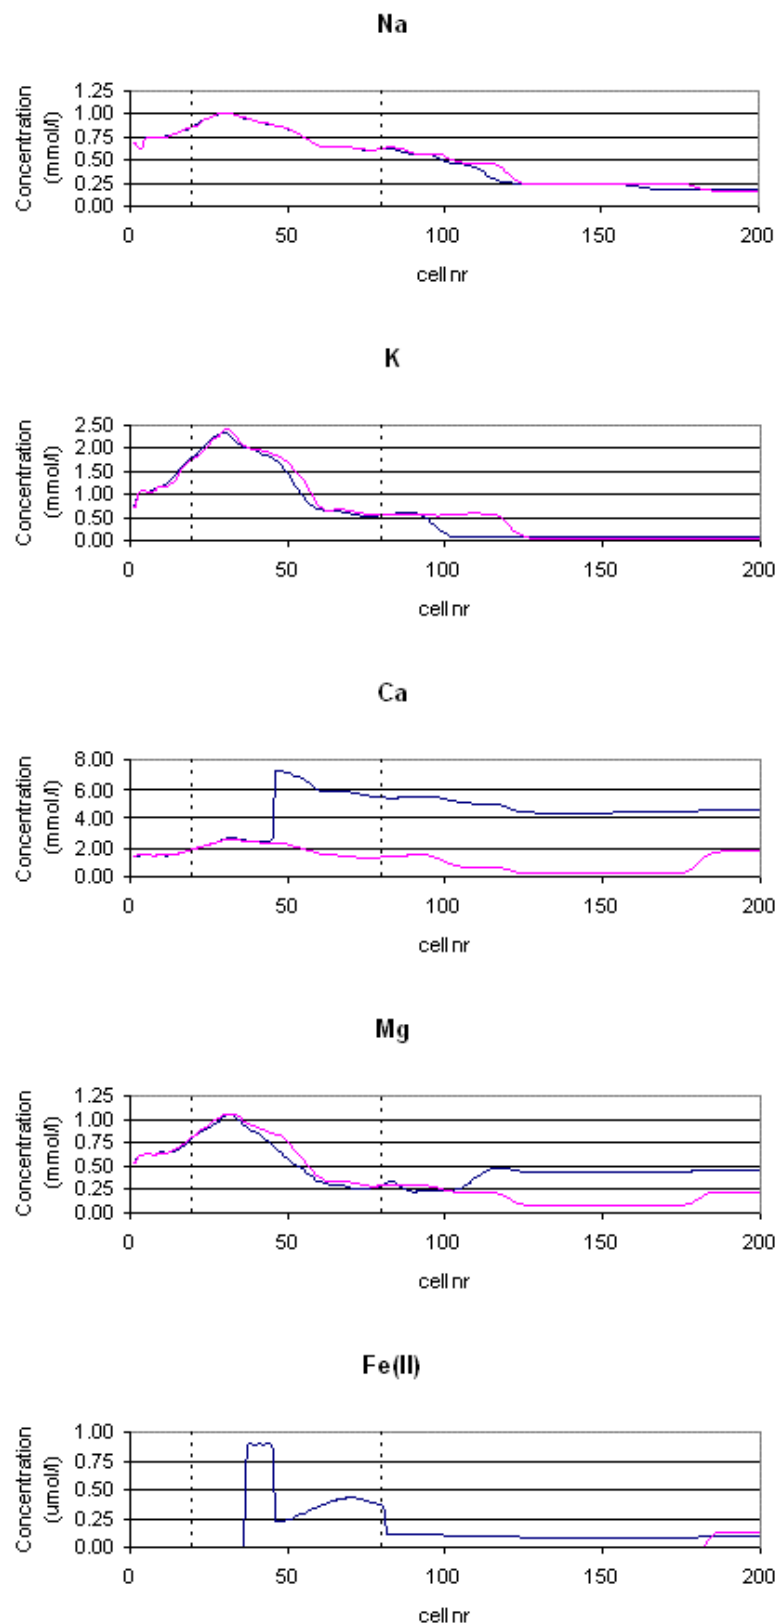 Na
Concentration
(mmol/l)
1.25
1.00
0.75
0.50
0.25
0.00
0 50 100 150 200
cell nr
K
Concentration
(mmol/l)
2.50
2.00
1.50
1.00
0.50
0.00
0 50 100 150 200
cell nr
Ca
Concentration
(mmol/l)
8.00
6.00
4.00
2.00
0.00
0 50 100 150 200
cell nr
Mg
Concentration
(mmol/l)
1.25
1.00
0.75
0.50
0.25
0.00
0 50 100 150 200
cell nr
Fe(II)
Concentration
(umol/l)
1.00
0.75
0.50
0.25
0.00
0 50 100 150 200
cell nr